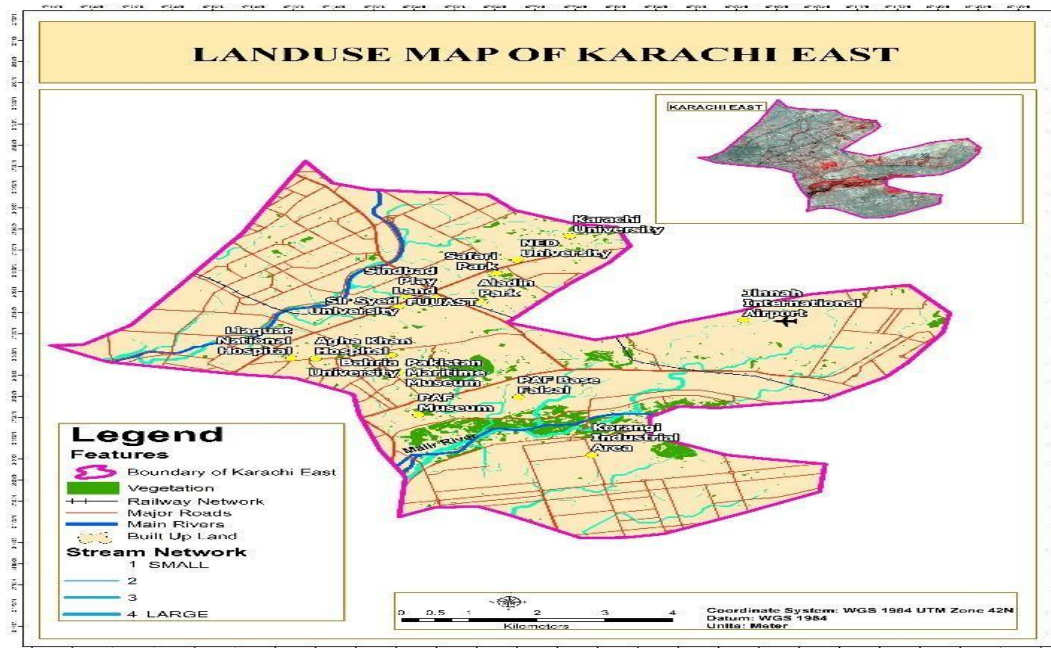 LANDUSE MAP OF KARACHI EAST
KARACHI EAST
Karachi
University
NED
University
Safari
Park
Aladin
Park
Sindbad
Play
Land
Sir Syed
University
FUUAST
Jinnah
International
Airport
Liaquat
National
Hospital
Agha Khan
Hospital
Bahria
University
Pakistan
Maritime
Museum
PAF Base
Faisal
PAF
Museum
Korangi
Industrial
Area
Malir River
Legend
Features
Boundary of Karachi East
Vegetation
Railway Network
Major Roads
Main Rivers
Built Up Land
Stream Network
1 SMALL
2
3
4 LARGE
0 0.5 1 2 3 4
Kilometers
Coordinate System: WGS 1984 UTM Zone 42N
Datum: WGS 1984
Units: Meter